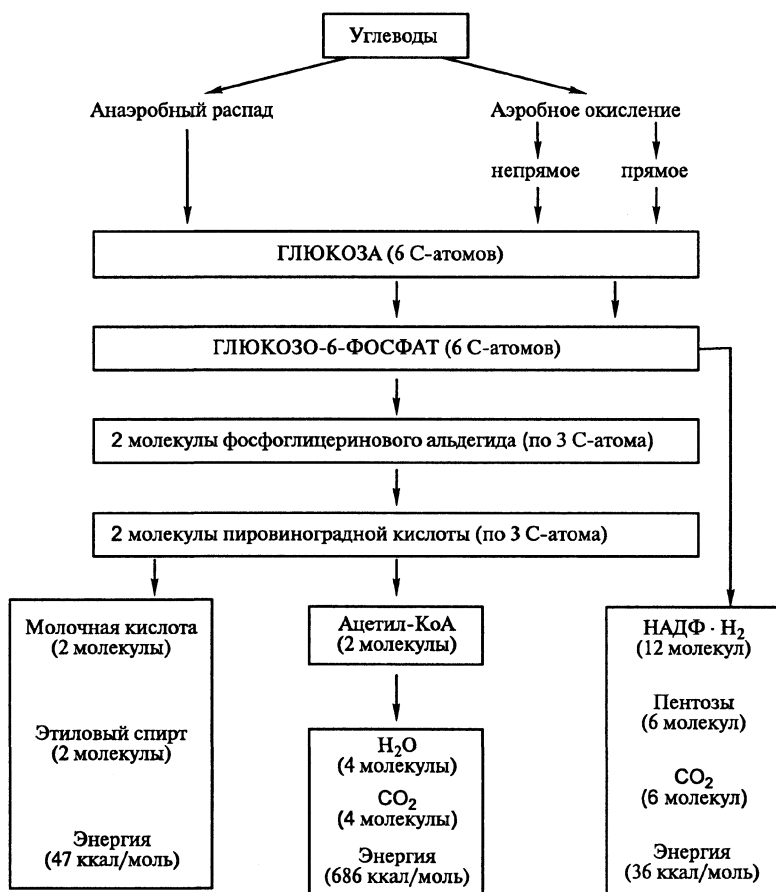 Углеводы
Анаэробный распад
Аэробное окисление
непрямое
прямое
ГЛЮКОЗА (6 С-атомов)
ГЛЮКОЗО-6-ФОСФАТ (6 С-атомов)
2 молекулы фосфоглицеринового альдегида (по 3 С-атома)
2 молекулы пировиноградной кислоты (по 3 С-атома)
Молочная кислота
(2 молекулы)
Этиловый спирт
(2 молекулы)
Энергия
(47 ккал/моль)
Ацетил-КоА
(2 молекулы)
H₂O
(4 молекулы)
CO₂
(4 молекулы)
Энергия
(686 ккал/моль)
НАДФ · H₂
(12 молекул)
Пентозы
(6 молекул)
CO₂
(6 молекул)
Энергия
(36 ккал/моль)